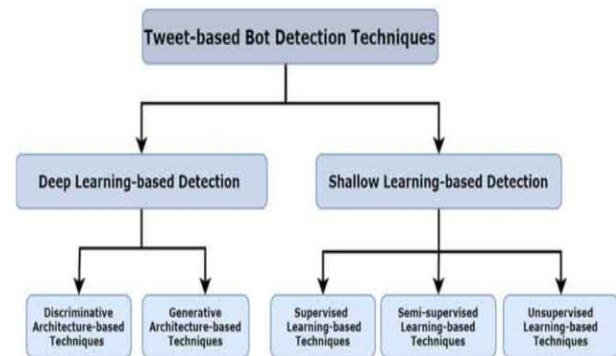 Tweet-based Bot Detection Techniques
Deep Learning-based Detection
Shallow Learning-based Detection
Discriminative
Architecture-based
Techniques
Generative
Architecture-based
Techniques
Supervised
Learning-based
Techniques
Semi-supervised
Learning-based
Techniques
Unsupervised
Learning-based
Techniques